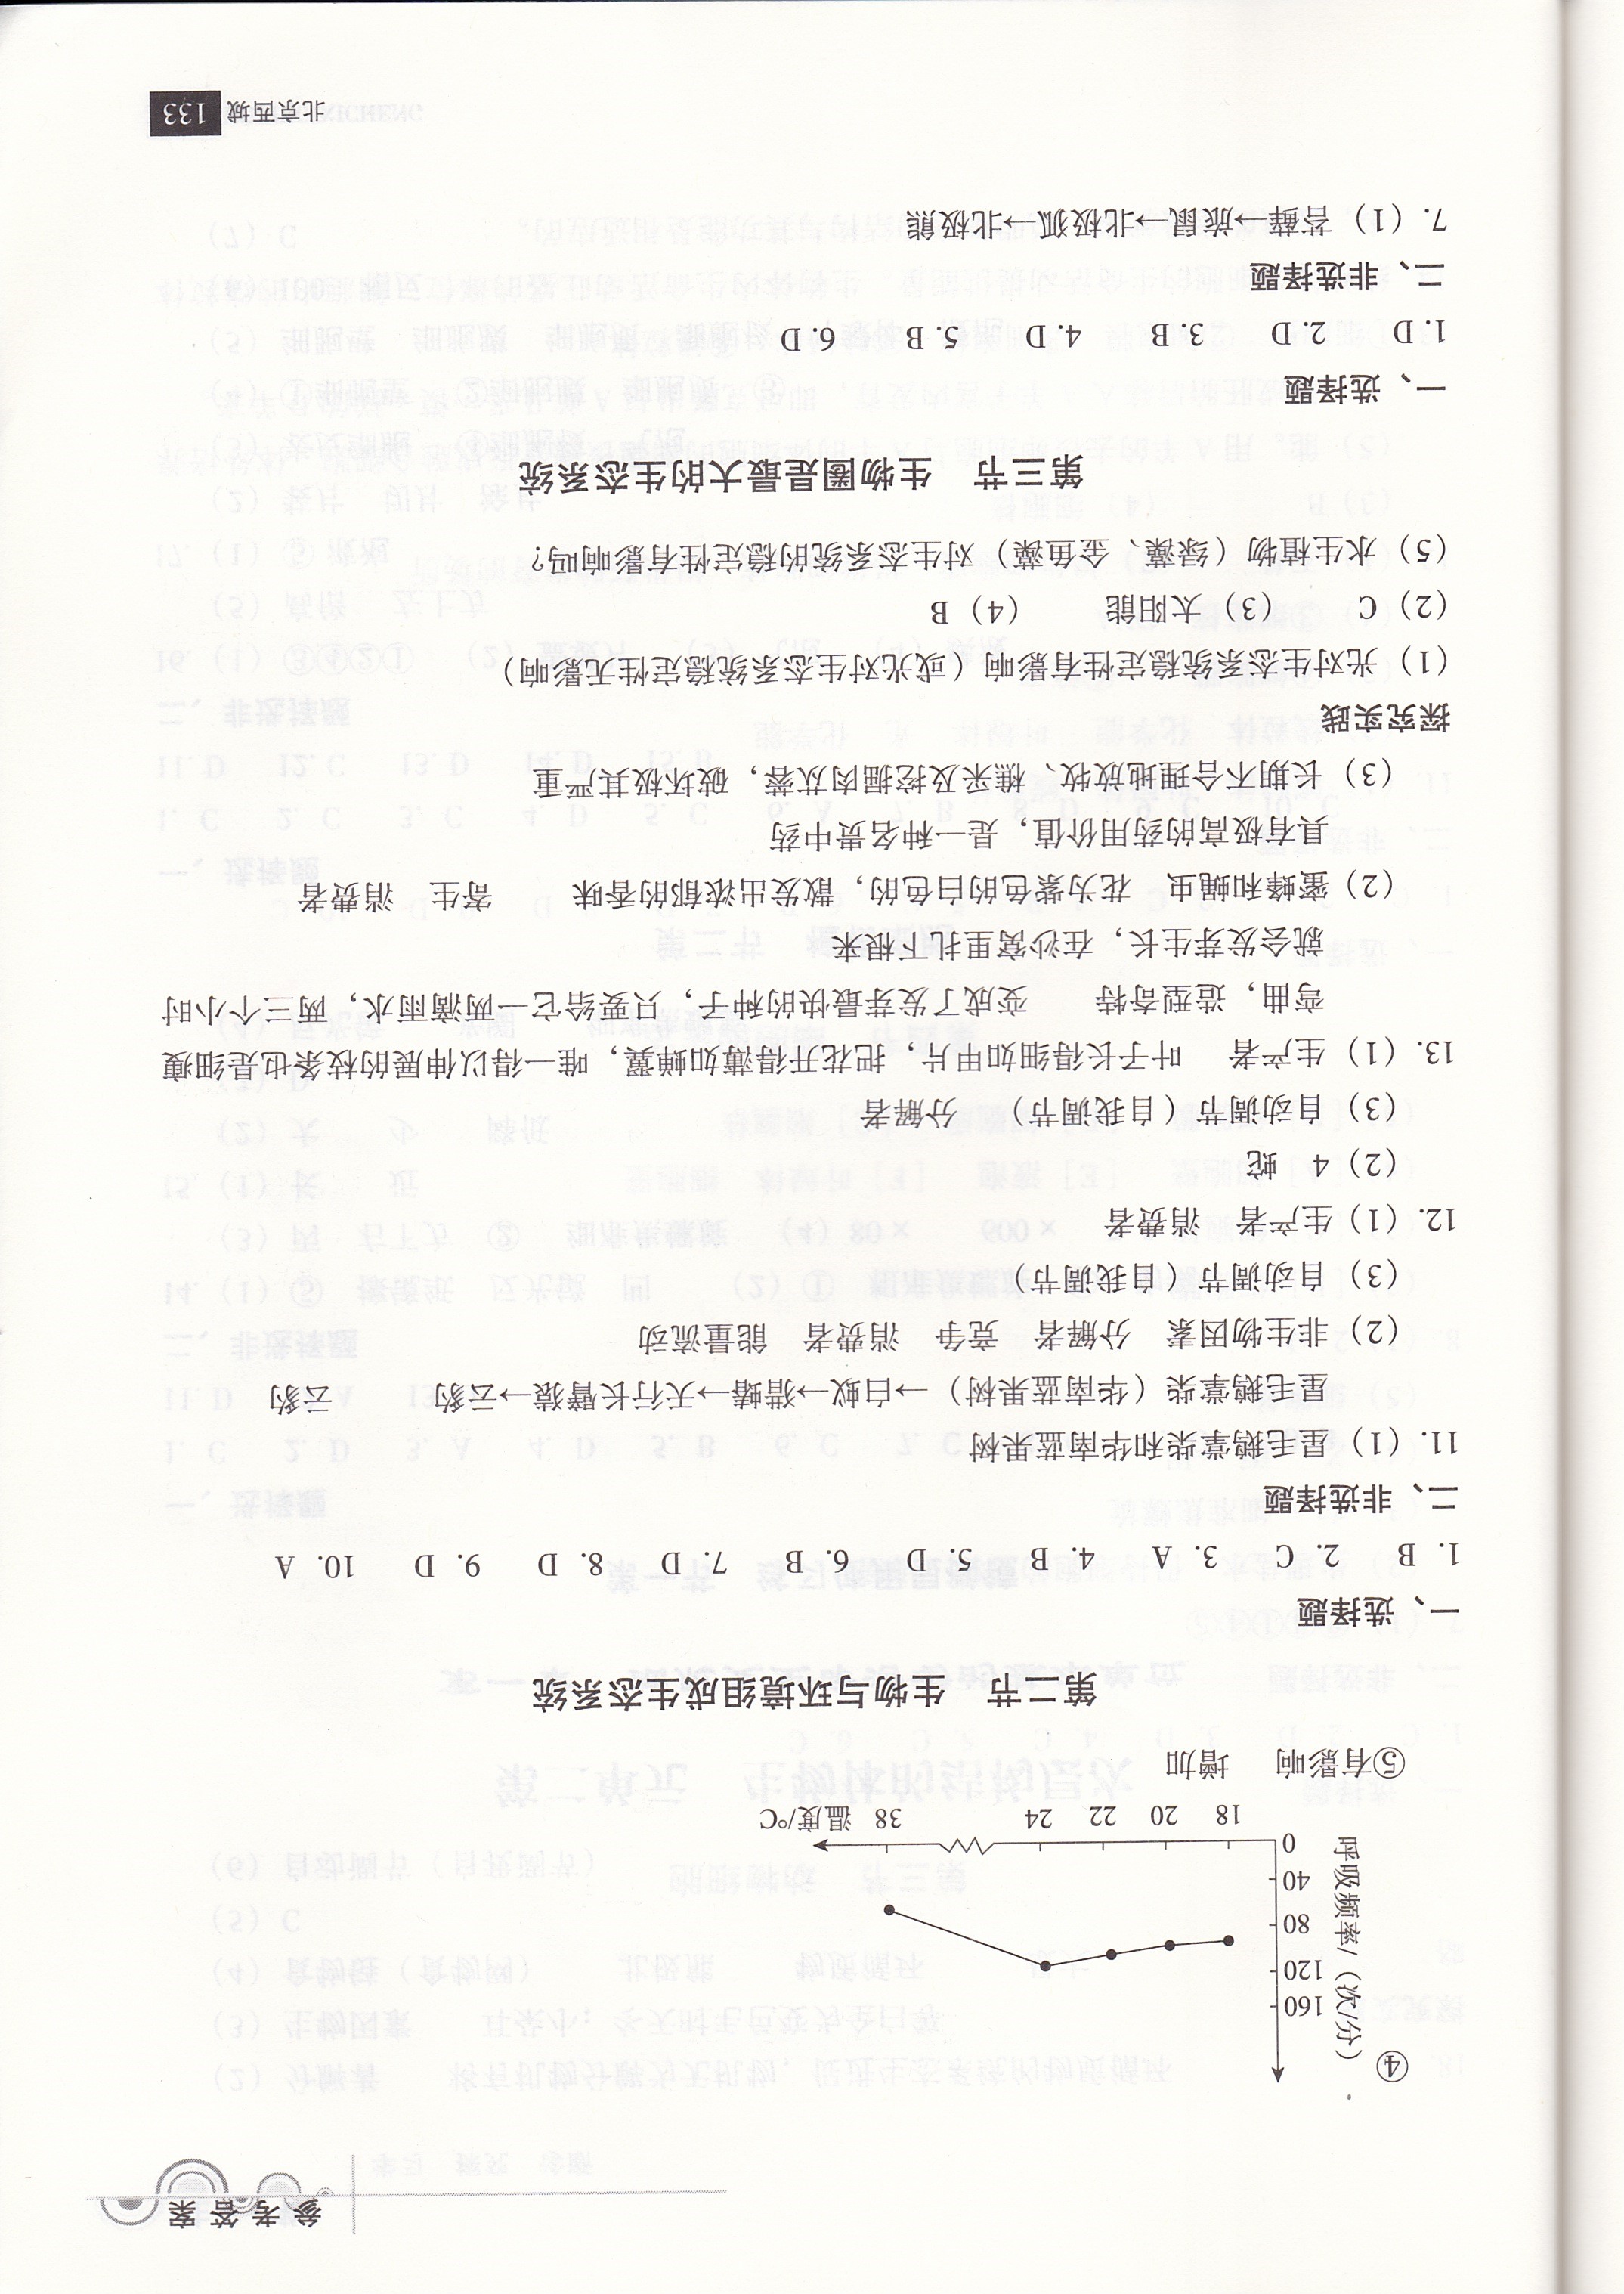 参考答案
④
呼吸频率/（次/分）
160
120
80
40
0
18 20 22 24 38 温度/°C
⑤有影响 增加
第二节 生物与环境组成生态系统
一、选择题
1. B 2. C 3. A 4. B 5. D 6. B 7. D 8. D 9. D 10. A
二、非选择题
11.（1）星毛鹅掌柴和华南蓝果树
星毛鹅掌柴（华南蓝果树）→白蚁→猎蝽→天行长臂猿→云豹 云豹
（2）非生物因素 分解者 竞争 消费者 能量流动
（3）自动调节（自我调节）
12.（1）生产者 消费者
（2）4 蛇
（3）自动调节（自我调节） 分解者
13.（1）生产者 叶子长得细如甲片，把花开得薄如蝉翼，唯一得以伸展的枝条也是细瘦
弯曲，造型奇特 变成了发芽最快的种子，只要给它一两滴雨水，两三个小时
就会发芽生长，在沙窝里扎下根来
（2）蜜蜂和蝇虫 花为紫色的白色的，散发出浓郁的香味 寄生 消费者
具有极高的药用价值，是一种名贵中药
（3）长期不合理地放牧、樵采及挖掘肉苁蓉，破坏极其严重
探究实践
（1）光对生态系统稳定性有影响（或光对生态系统稳定性无影响）
（2）C （3）太阳能 （4）B
（5）水生植物（绿藻、金鱼藻）对生态系统的稳定性有影响吗？
第三节 生物圈是最大的生态系统
一、选择题
1. D 2. D 3. B 4. D 5. B 6. D
二、非选择题
7.（1）苔藓→旅鼠→北极狐→北极熊
北京西城 133